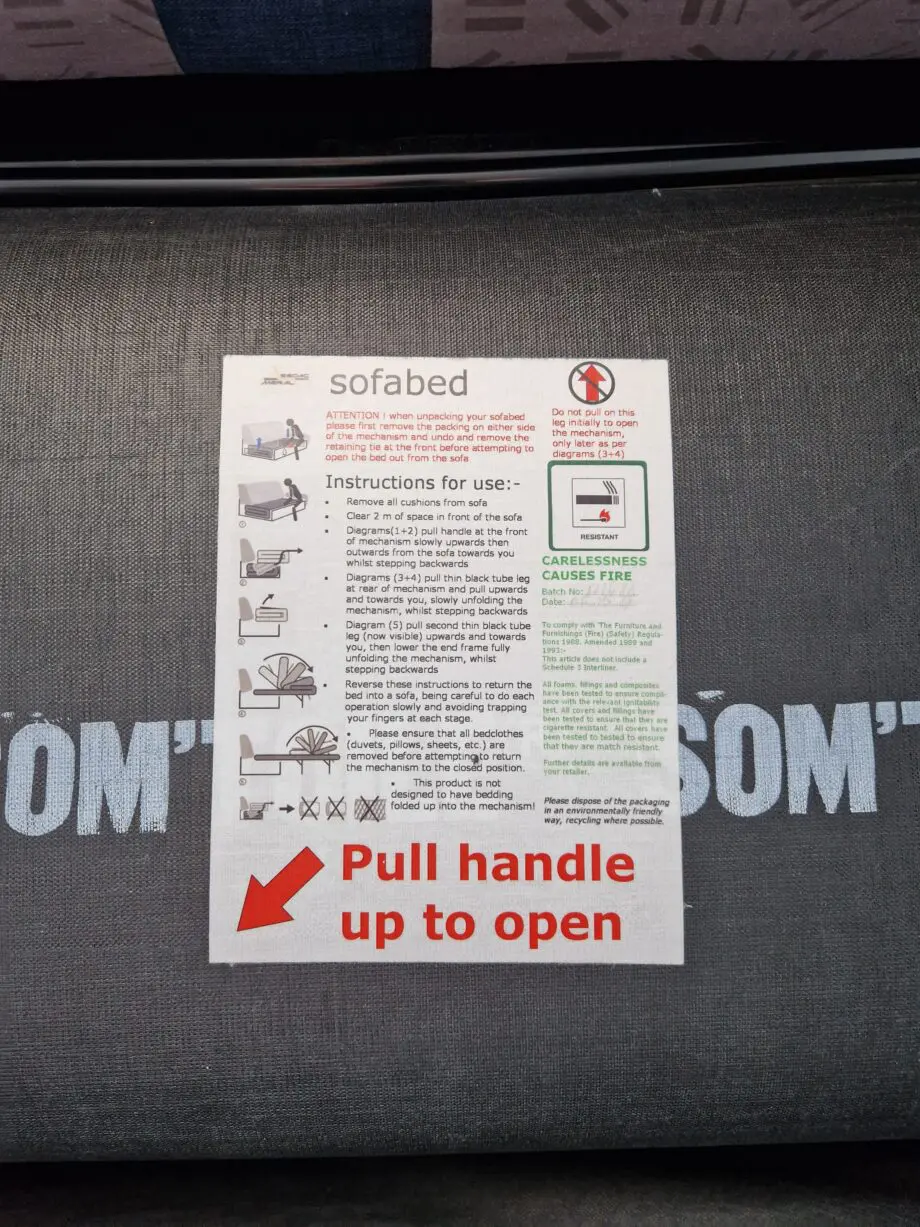 sofabed
ATTENTION ! when unpacking your sofabed
please first remove the packing on either side
of the mechanism and undo and remove the
retaining tie at the front before attempting to
open the bed out from the sofa
Do not pull on this
leg initially to open
the mechanism,
only later as per
diagrams (3+4)
Instructions for use:-
• Remove all cushions from sofa
• Clear 2 m of space in front of the sofa
• Diagrams(1+2) pull handle at the front
of mechanism slowly upwards then
outwards from the sofa towards you
whilst stepping backwards
• Diagrams (3+4) pull thin black tube leg
at rear of mechanism and pull upwards
and towards you, slowly unfolding the
mechanism, whilst stepping backwards
• Diagram (5) pull second thin black tube
leg (now visible) upwards and towards
you, then lower the end frame fully
unfolding the mechanism, whilst
stepping backwards
• Reverse these instructions to return the
bed into a sofa, being careful to do each
operation slowly and avoiding trapping
your fingers at each stage.
• Please ensure that all bedclothes
(duvets, pillows, sheets, etc.) are
removed before attempting to return
the mechanism to the closed position.
• This product is not
designed to have bedding
folded up into the mechanism!
RESISTANT
CARELESSNESS
CAUSES FIRE
Batch No:
Date:
To comply with 'The Furniture and
Furnishings (Fire) (Safety) Regula-
tions 1988. Amended 1989 and
1993:-
This article does not include a
Schedule 3 Interliner.
All foams, fillings and composites
have been tested to ensure compli-
ance with the relevant ignitability
test. All covers and fillings have
been tested to ensure that they are
cigarette resistant. All covers have
been tested to tested to ensure
that they are match resistant.
Further details are available from
your retailer.
Please dispose of the packaging
in an environmentally friendly
way, recycling where possible.
Pull handle
up to open
OM"
SOM"